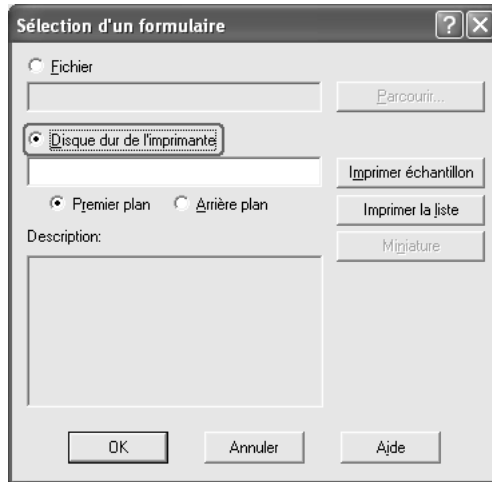 Sélection d'un formulaire
Fichier
Parcourir...
Disque dur de l'imprimante
Imprimer échantillon
Premier plan Arrière plan
Imprimer la liste
Description:
Miniature
OK Annuler Aide